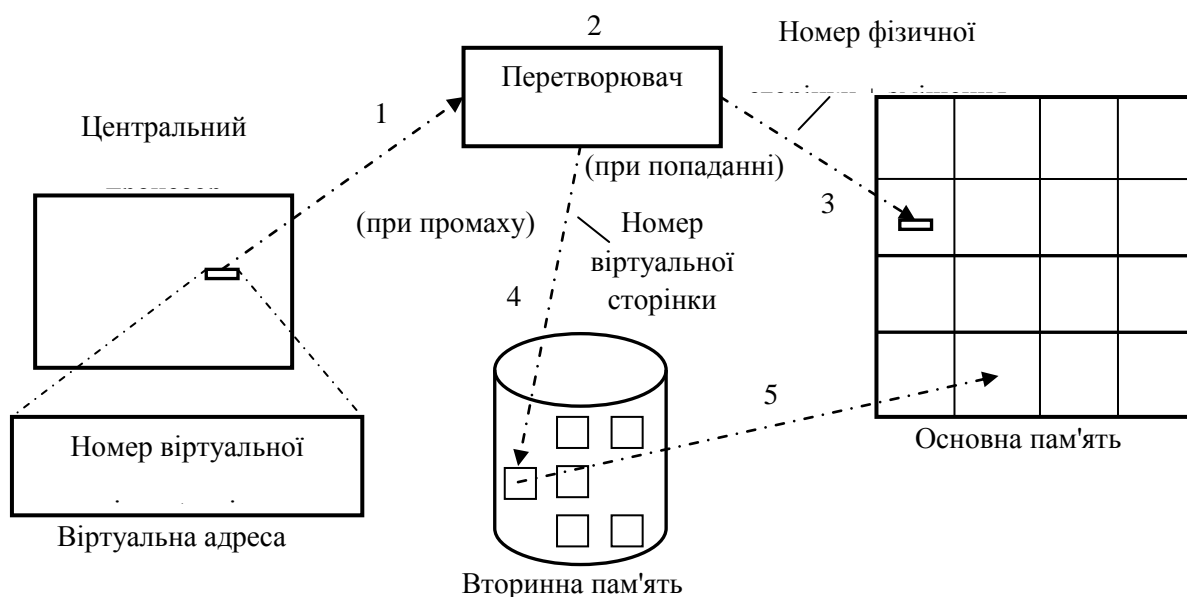 2
Номер фізичної
Перетворювач
1
Центральний
(при попаданні)
3
(при промаху)
Номер
віртуальної
сторінки
4
5
Основна пам'ять
Номер віртуальної
Віртуальна адреса
Вторинна пам'ять